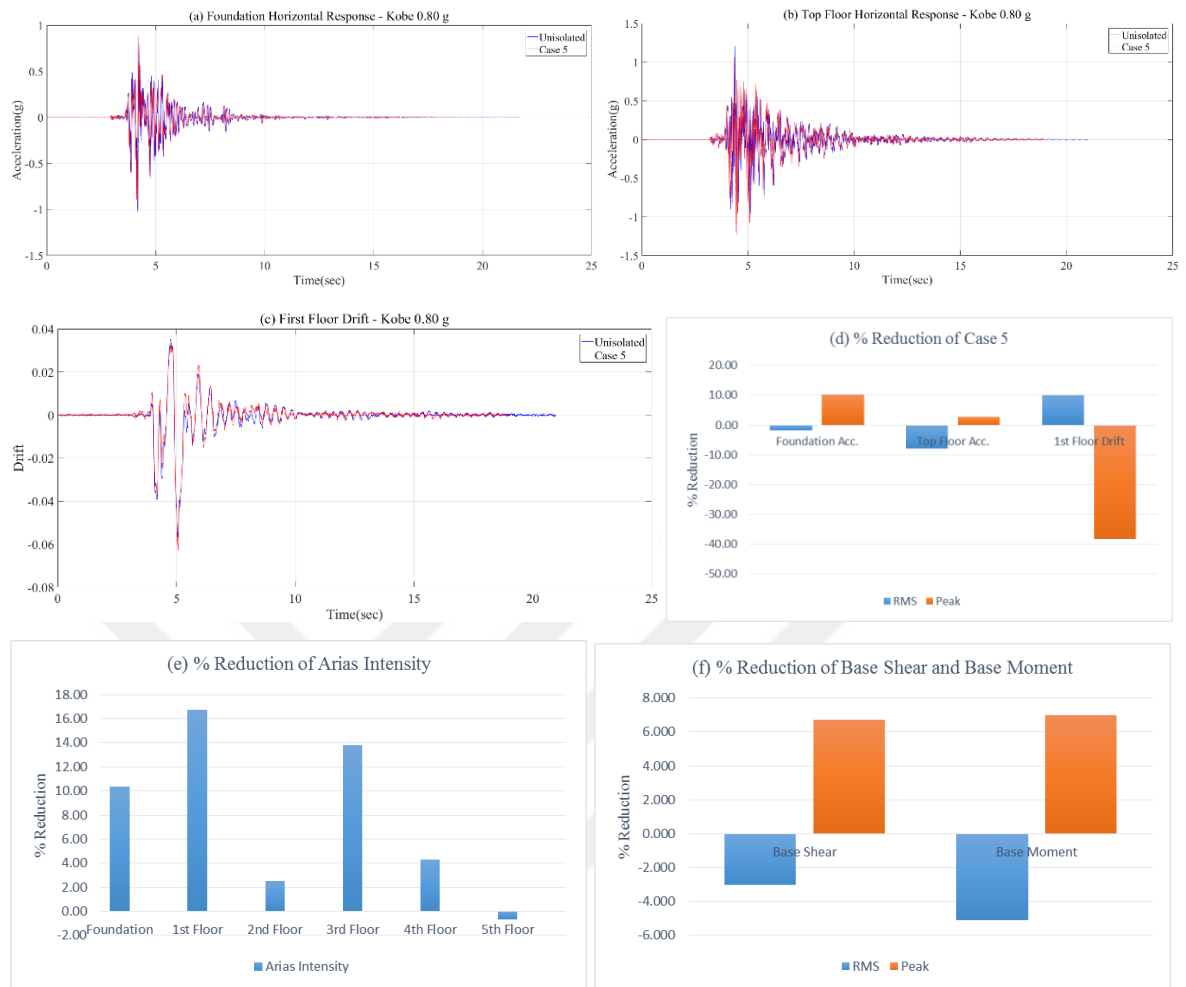 (a) Foundation Horizontal Response - Kobe 0.80 g
1
0.5
0
-0.5
-1
-1.5
Acceleration(g)
Unisolated
Case 5
0 5 10 15 20 25
Time(sec)
(b) Top Floor Horizontal Response - Kobe 0.80 g
1.5
1
0.5
0
-0.5
-1
-1.5
Acceleration(g)
Unisolated
Case 5
0 5 10 15 20 25
Time(sec)
(c) First Floor Drift - Kobe 0.80 g
0.04
0.02
0
-0.02
-0.04
-0.06
-0.08
Drift
Unisolated
Case 5
0 5 10 15 20 25
Time(sec)
(d) % Reduction of Case 5
20.00
10.00
0.00
-10.00
-20.00
-30.00
-40.00
-50.00
% Reduction
Foundation Acc. Top Floor Acc. 1st Floor Drift
RMS Peak
(e) % Reduction of Arias Intensity
18.00
16.00
14.00
12.00
10.00
8.00
6.00
4.00
2.00
0.00
-2.00
% Reduction
Foundation 1st Floor 2nd Floor 3rd Floor 4th Floor 5th Floor
Arias Intensity
(f) % Reduction of Base Shear and Base Moment
8.000
6.000
4.000
2.000
0.000
-2.000
-4.000
-6.000
% Reduction
Base Shear Base Moment
RMS Peak